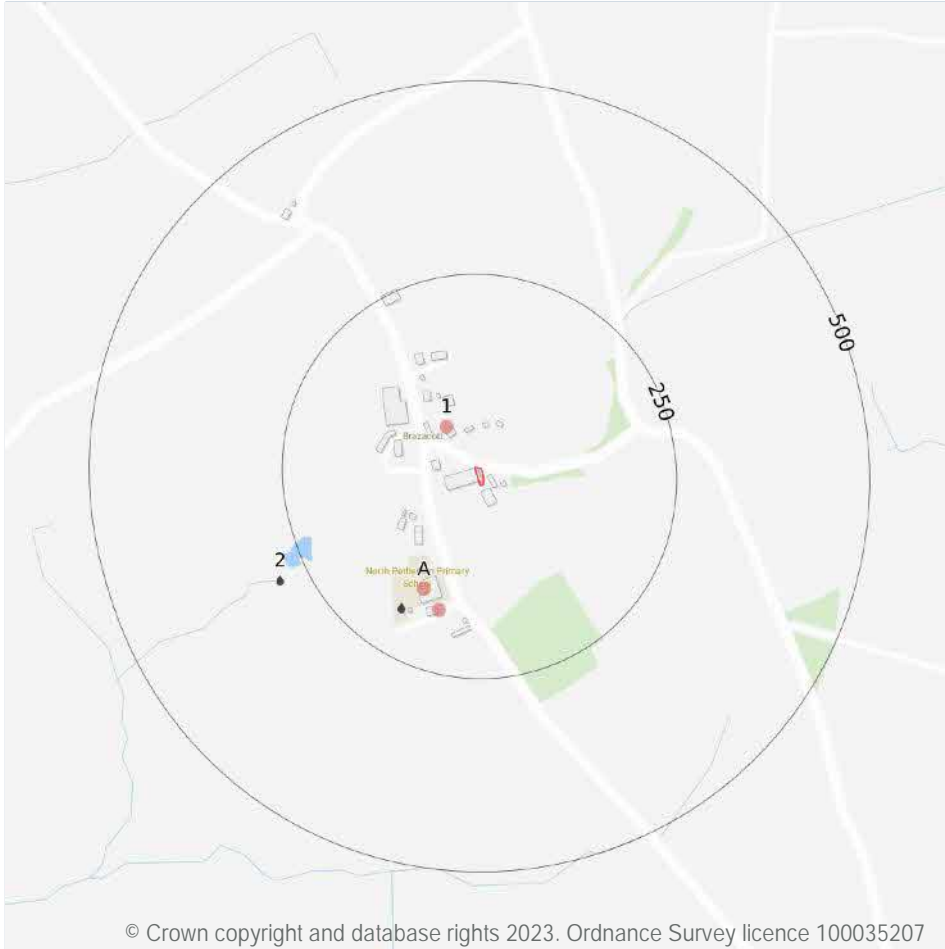 500
250
1
Brazacott
2
A
North Petherwin Primary
School
© Crown copyright and database rights 2023. Ordnance Survey licence 100035207